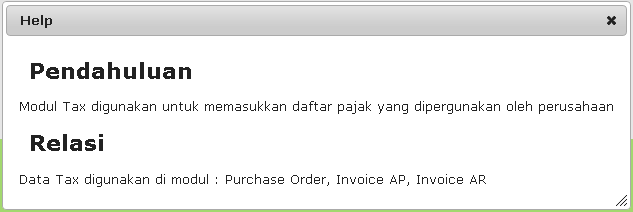 Help
Pendahuluan
Modul Tax digunakan untuk memasukkan daftar pajak yang dipergunakan oleh perusahaan
Relasi
Data Tax digunakan di modul : Purchase Order, Invoice AP, Invoice AR